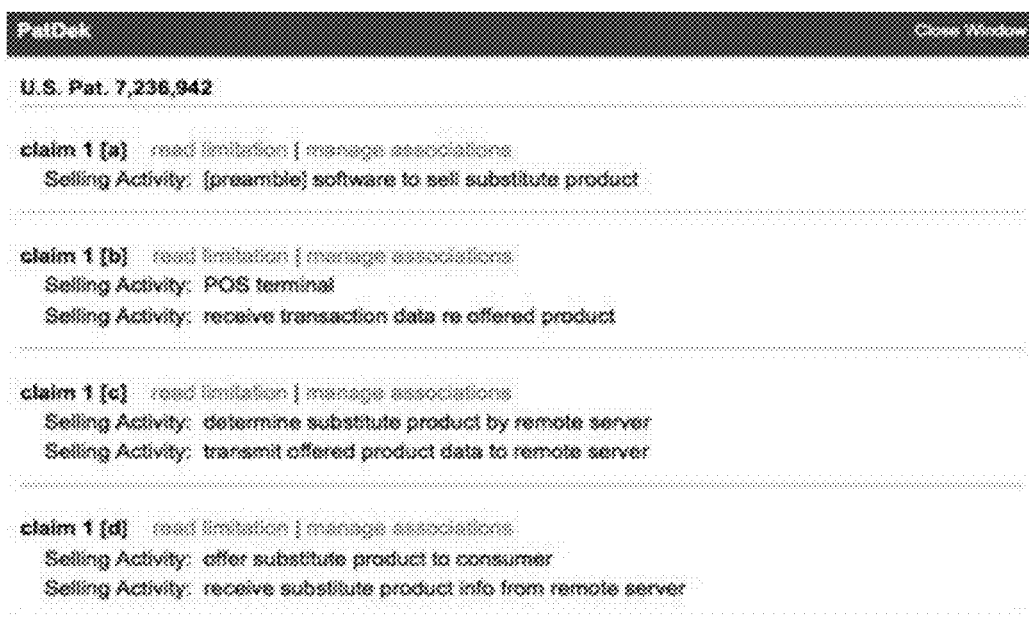 PatDek Close Window
U.S. Pat. 7,236,942
claim 1 [a] read limitation | manage associations
Selling Activity: [preamble] software to sell substitute product
claim 1 [b] read limitation | manage associations
Selling Activity: POS terminal
Selling Activity: receive transaction data re offered product
claim 1 [c] read limitation | manage associations
Selling Activity: determine substitute product by remote server
Selling Activity: transmit offered product data to remote server
claim 1 [d] read limitation | manage associations
Selling Activity: offer substitute product to consumer
Selling Activity: receive substitute product info from remote server